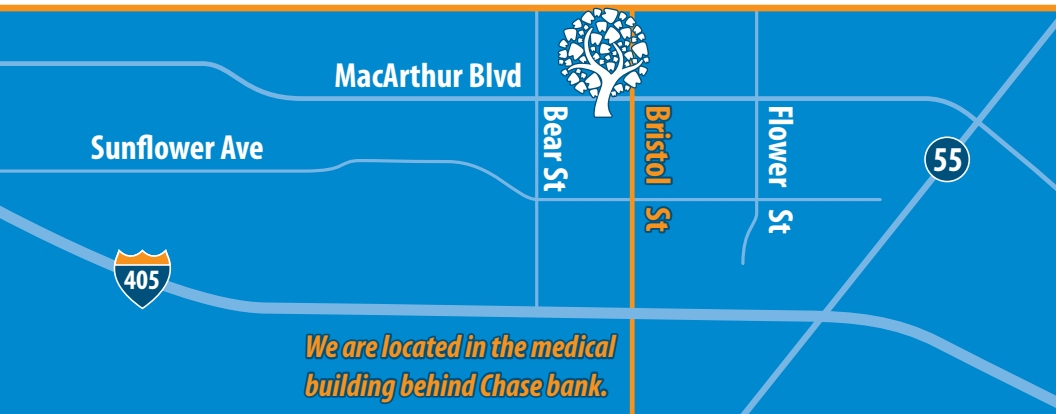 MacArthur Blvd
Sunflower Ave
Bear St
Bristol St
Flower St
55
405
We are located in the medical
building behind Chase bank.